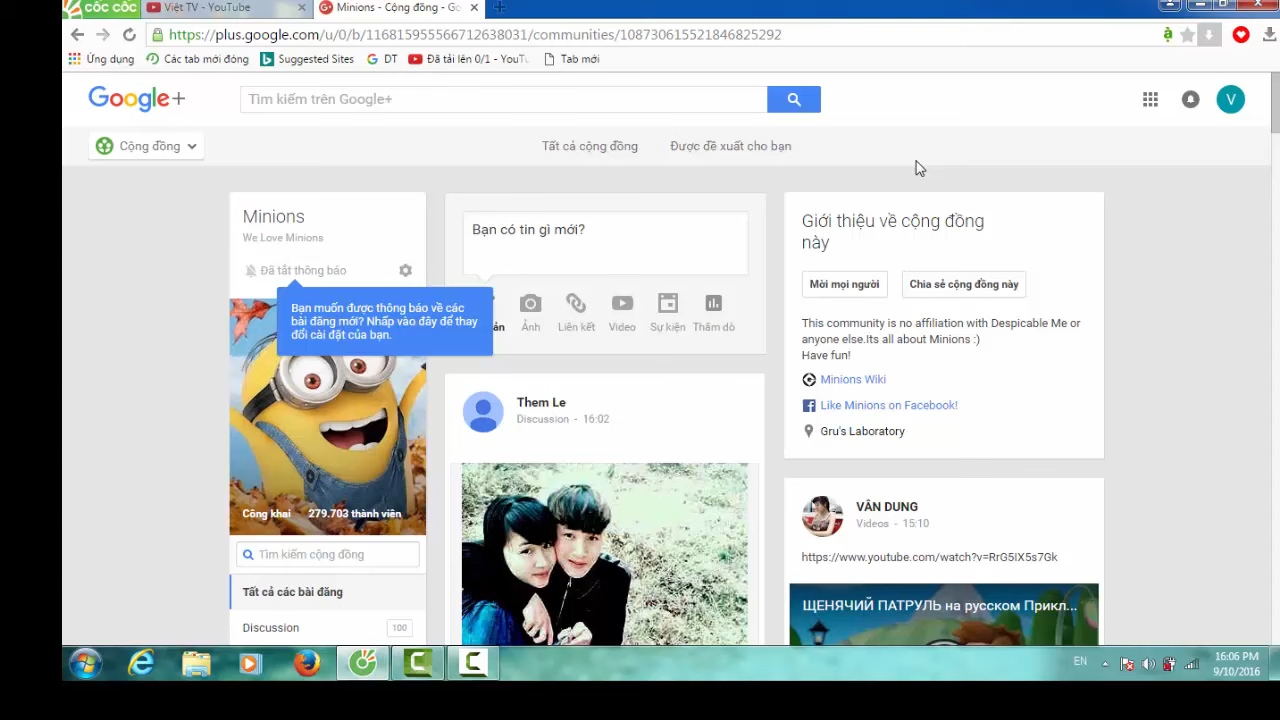 cốc cốc
Việt TV - YouTube
Minions - Cộng đồng - Go
https://plus.google.com/u/0/b/116815955566712638031/communities/108730615521846825292
Ứng dụng
Các tab mới đóng
Suggested Sites
DT
Đã tải lên 0/1 - YouTu
Tab mới
Google+
Tìm kiếm trên Google+
V
Cộng đồng
Tất cả cộng đồng
Được đề xuất cho bạn
Minions
We Love Minions
Đã tắt thông báo
Bạn muốn được thông báo về các
bài đăng mới? Nhấp vào đây để thay
đổi cài đặt của bạn.
Công khai 279.703 thành viên
Tìm kiếm cộng đồng
Tất cả các bài đăng
Discussion 100
Bạn có tin gì mới?
ản
Ảnh
Liên kết
Video
Sự kiện
Thăm dò
Them Le
Discussion - 16:02
Giới thiệu về cộng đồng
này
Mời mọi người
Chia sẻ cộng đồng này
This community is no affiliation with Despicable Me or
anyone else.Its all about Minions :)
Have fun!
Minions Wiki
Like Minions on Facebook!
Gru's Laboratory
VÂN DUNG
Videos - 15:10
https://www.youtube.com/watch?v=RrG5IX5s7Gk
ЩЕНЯЧИЙ ПАТРУЛЬ на русском Прикл...
EN
16:06 PM
9/10/2016